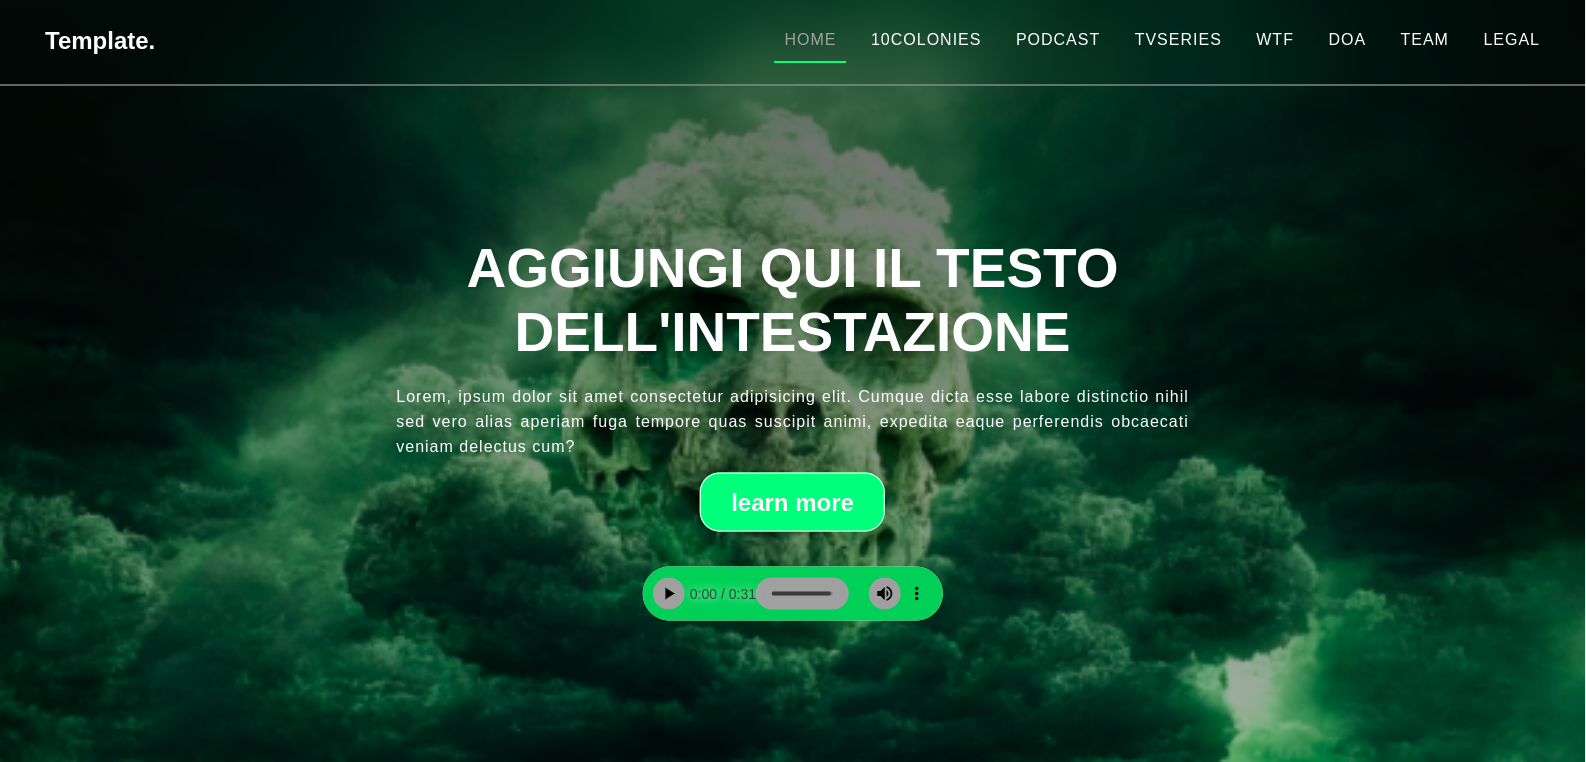 Template.
HOME 10COLONIES PODCAST TVSERIES WTF DOA TEAM LEGAL
AGGIUNGI QUI IL TESTO
DELL'INTESTAZIONE
Lorem, ipsum dolor sit amet consectetur adipisicing elit. Cumque dicta esse labore distinctio nihil
sed vero alias aperiam fuga tempore quas suscipit animi, expedita eaque perferendis obcaecati
veniam delectus cum?
learn more
0:00 / 0:31